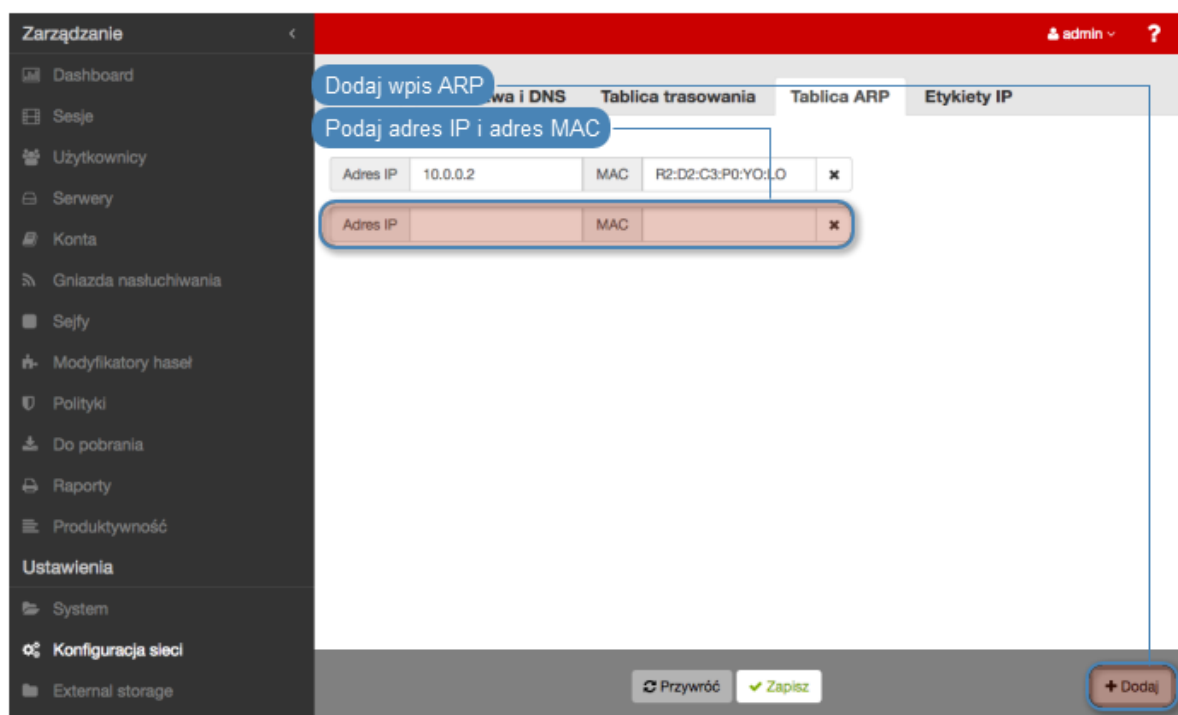 Zarządzanie
admin
?
Dashboard
Sesje
Użytkownicy
Serwery
Konta
Gniazda nasłuchiwania
Sejfy
Modyfikatory haseł
Polityki
Do pobrania
Raporty
Produktywność
Ustawienia
System
Konfiguracja sieci
External storage
Dodaj wpis ARP
i DNS Tablica trasowania Tablica ARP Etykiety IP
Podaj adres IP i adres MAC
Adres IP 10.0.0.2 MAC R2:D2:C3:P0:YO:LO
Adres IP MAC
Przywróć Zapisz + Dodaj